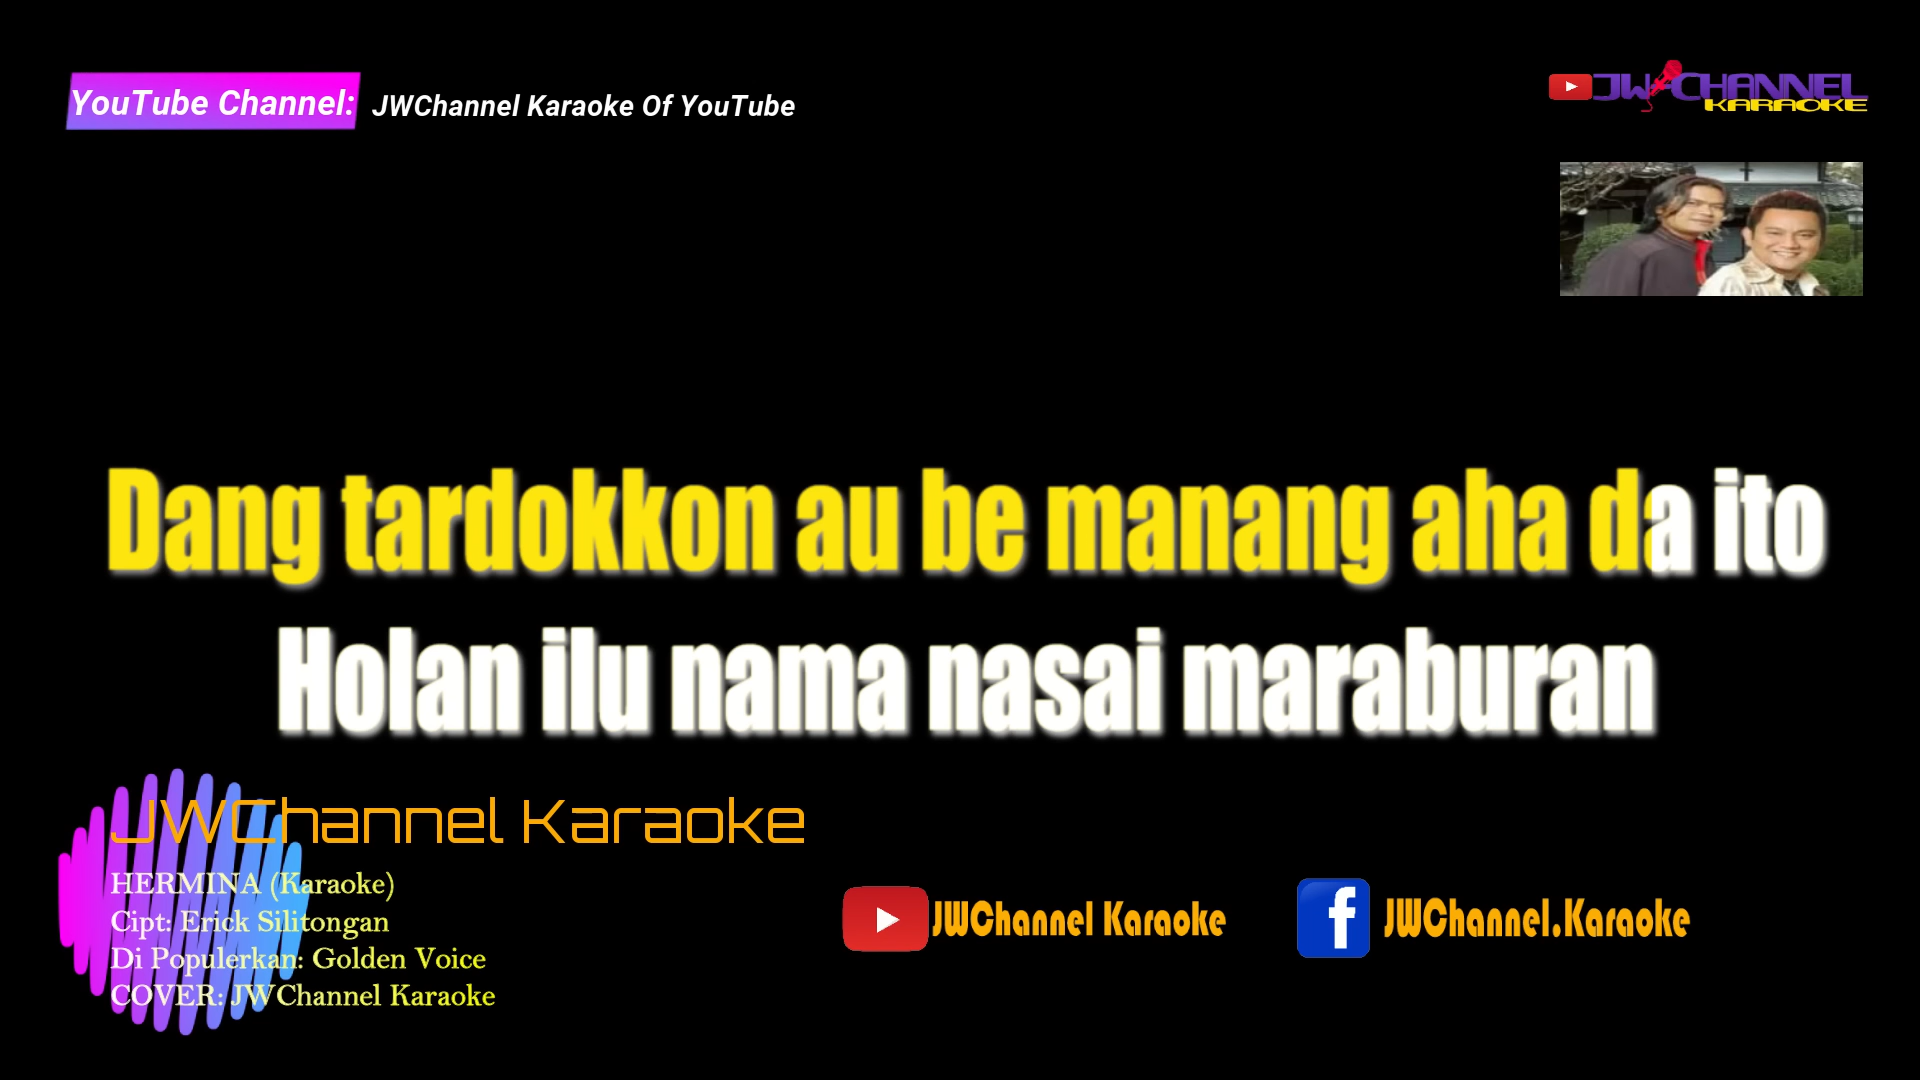 YouTube Channel: JWChannel Karaoke Of YouTube
JWCHANNEL
KARAOKE
Dang tardokkon au be manang aha da ito
Holan ilu nama nasai maraburan
JWChannel Karaoke
HERMINA (Karaoke)
Cipt: Erick Silitongan
Di Populerkan: Golden Voice
COVER: JWChannel Karaoke
JWChannel Karaoke
JWChannel.Karaoke